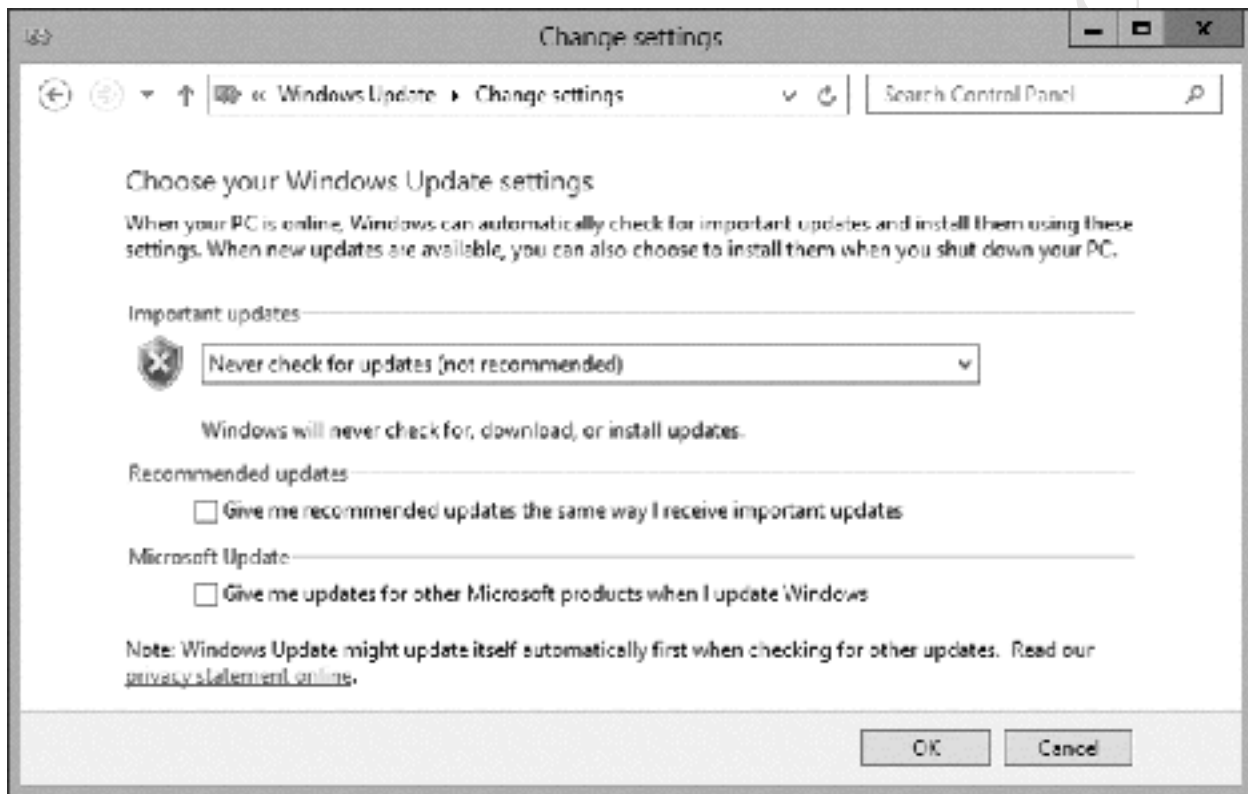 Change settings
« Windows Update ▸ Change settings
Search Control Panel
Choose your Windows Update settings
When your PC is online, Windows can automatically check for important updates and install them using these
settings. When new updates are available, you can also choose to install them when you shut down your PC.
Important updates
Never check for updates (not recommended)
Windows will never check for, download, or install updates.
Recommended updates
Give me recommended updates the same way I receive important updates
Microsoft Update
Give me updates for other Microsoft products when I update Windows
Note: Windows Update might update itself automatically first when checking for other updates. Read our
privacy statement online.
OK
Cancel